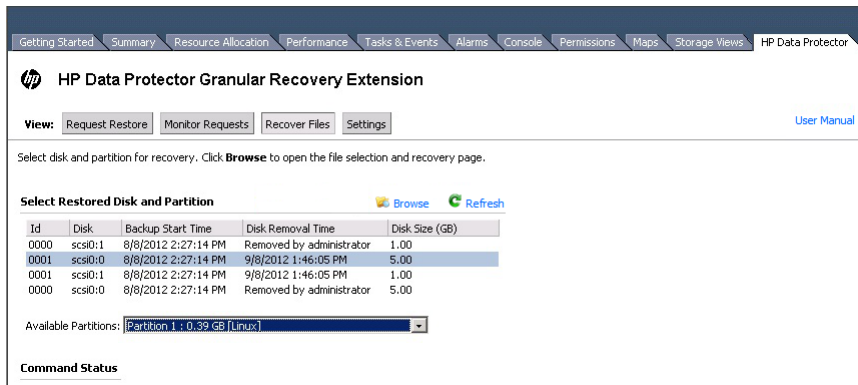 Getting Started Summary Resource Allocation Performance Tasks & Events Alarms Console Permissions Maps Storage Views HP Data Protector
hp HP Data Protector Granular Recovery Extension
View: Request Restore Monitor Requests Recover Files Settings User Manual
Select disk and partition for recovery. Click Browse to open the file selection and recovery page.
Select Restored Disk and Partition Browse Refresh
Id Disk Backup Start Time Disk Removal Time Disk Size (GB)
0000 scsi0:1 8/8/2012 2:27:14 PM Removed by administrator 1.00
0001 scsi0:0 8/8/2012 2:27:14 PM 9/8/2012 1:46:05 PM 5.00
0001 scsi0:1 8/8/2012 2:27:14 PM 9/8/2012 1:46:05 PM 1.00
0000 scsi0:0 8/8/2012 2:27:14 PM Removed by administrator 5.00
Available Partitions: Partition 1 : 0.39 GB [Linux]
Command Status